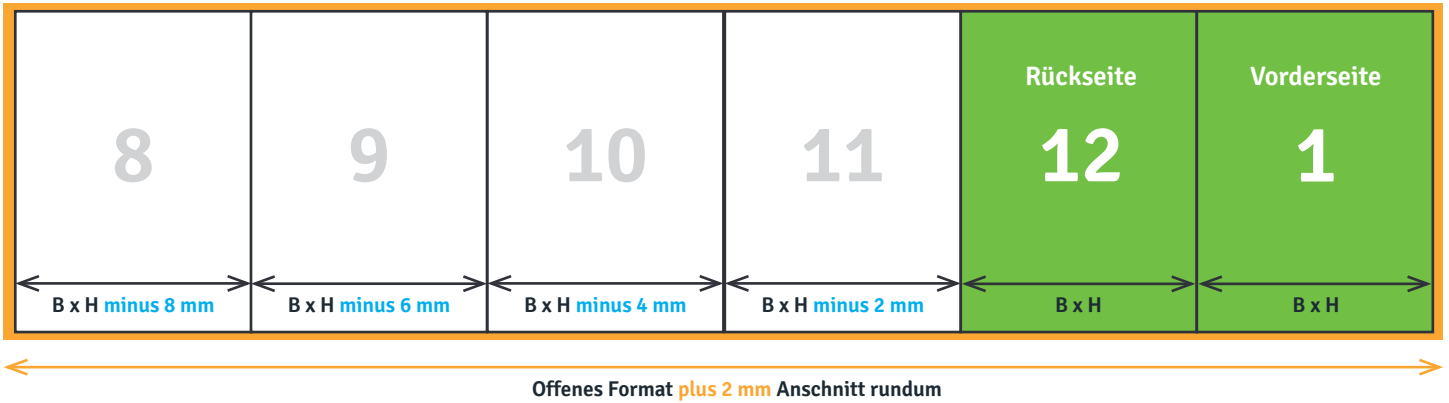 Rückseite Vorderseite
8 9 10 11 12 1
B x H minus 8 mm B x H minus 6 mm B x H minus 4 mm B x H minus 2 mm B x H B x H
Offenes Format plus 2 mm Anschnitt rundum